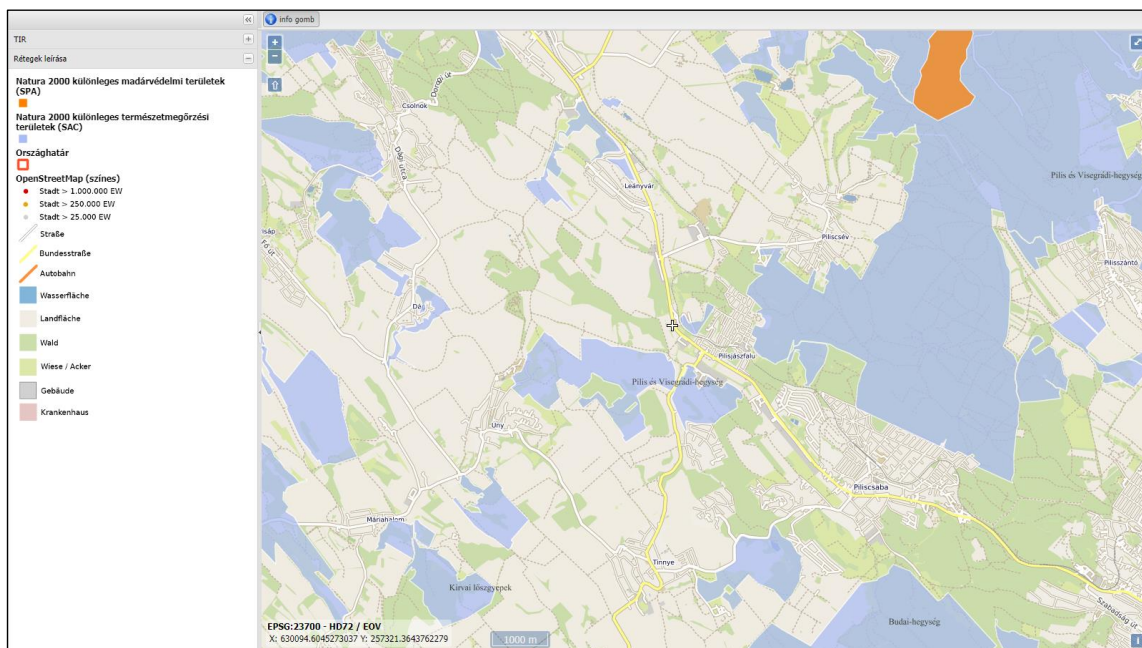 info gomb
TIR
Rétegek leírása
Natura 2000 különleges madárvédelmi területek
(SPA)
Natura 2000 különleges természetmegőrzési
területek (SAC)
Országhatár
OpenStreetMap (színes)
Stadt > 1.000.000 EW
Stadt > 250.000 EW
Stadt > 25.000 EW
Straße
Bundesstraße
Autobahn
Wasserfläche
Landfläche
Wald
Wiese / Acker
Gebäude
Krankenhaus
Csolnok
Dorogi út
Dági utca
Leányvár
Pilis és Visegrádi-hegység
Piliscsév
Pilisszántó
Fő út
Dá
Pilisjászfalu
Pilis és Visegrádi-hegység
Úny
Piliscsaba
Máriahalom
Tinnye
Kirvai löszgyepek
Szabadság út
Budai-hegység
EPSG:23700 - HD72 / EOV
X: 630094.6045273037 Y: 257321.3643762279
1000 m